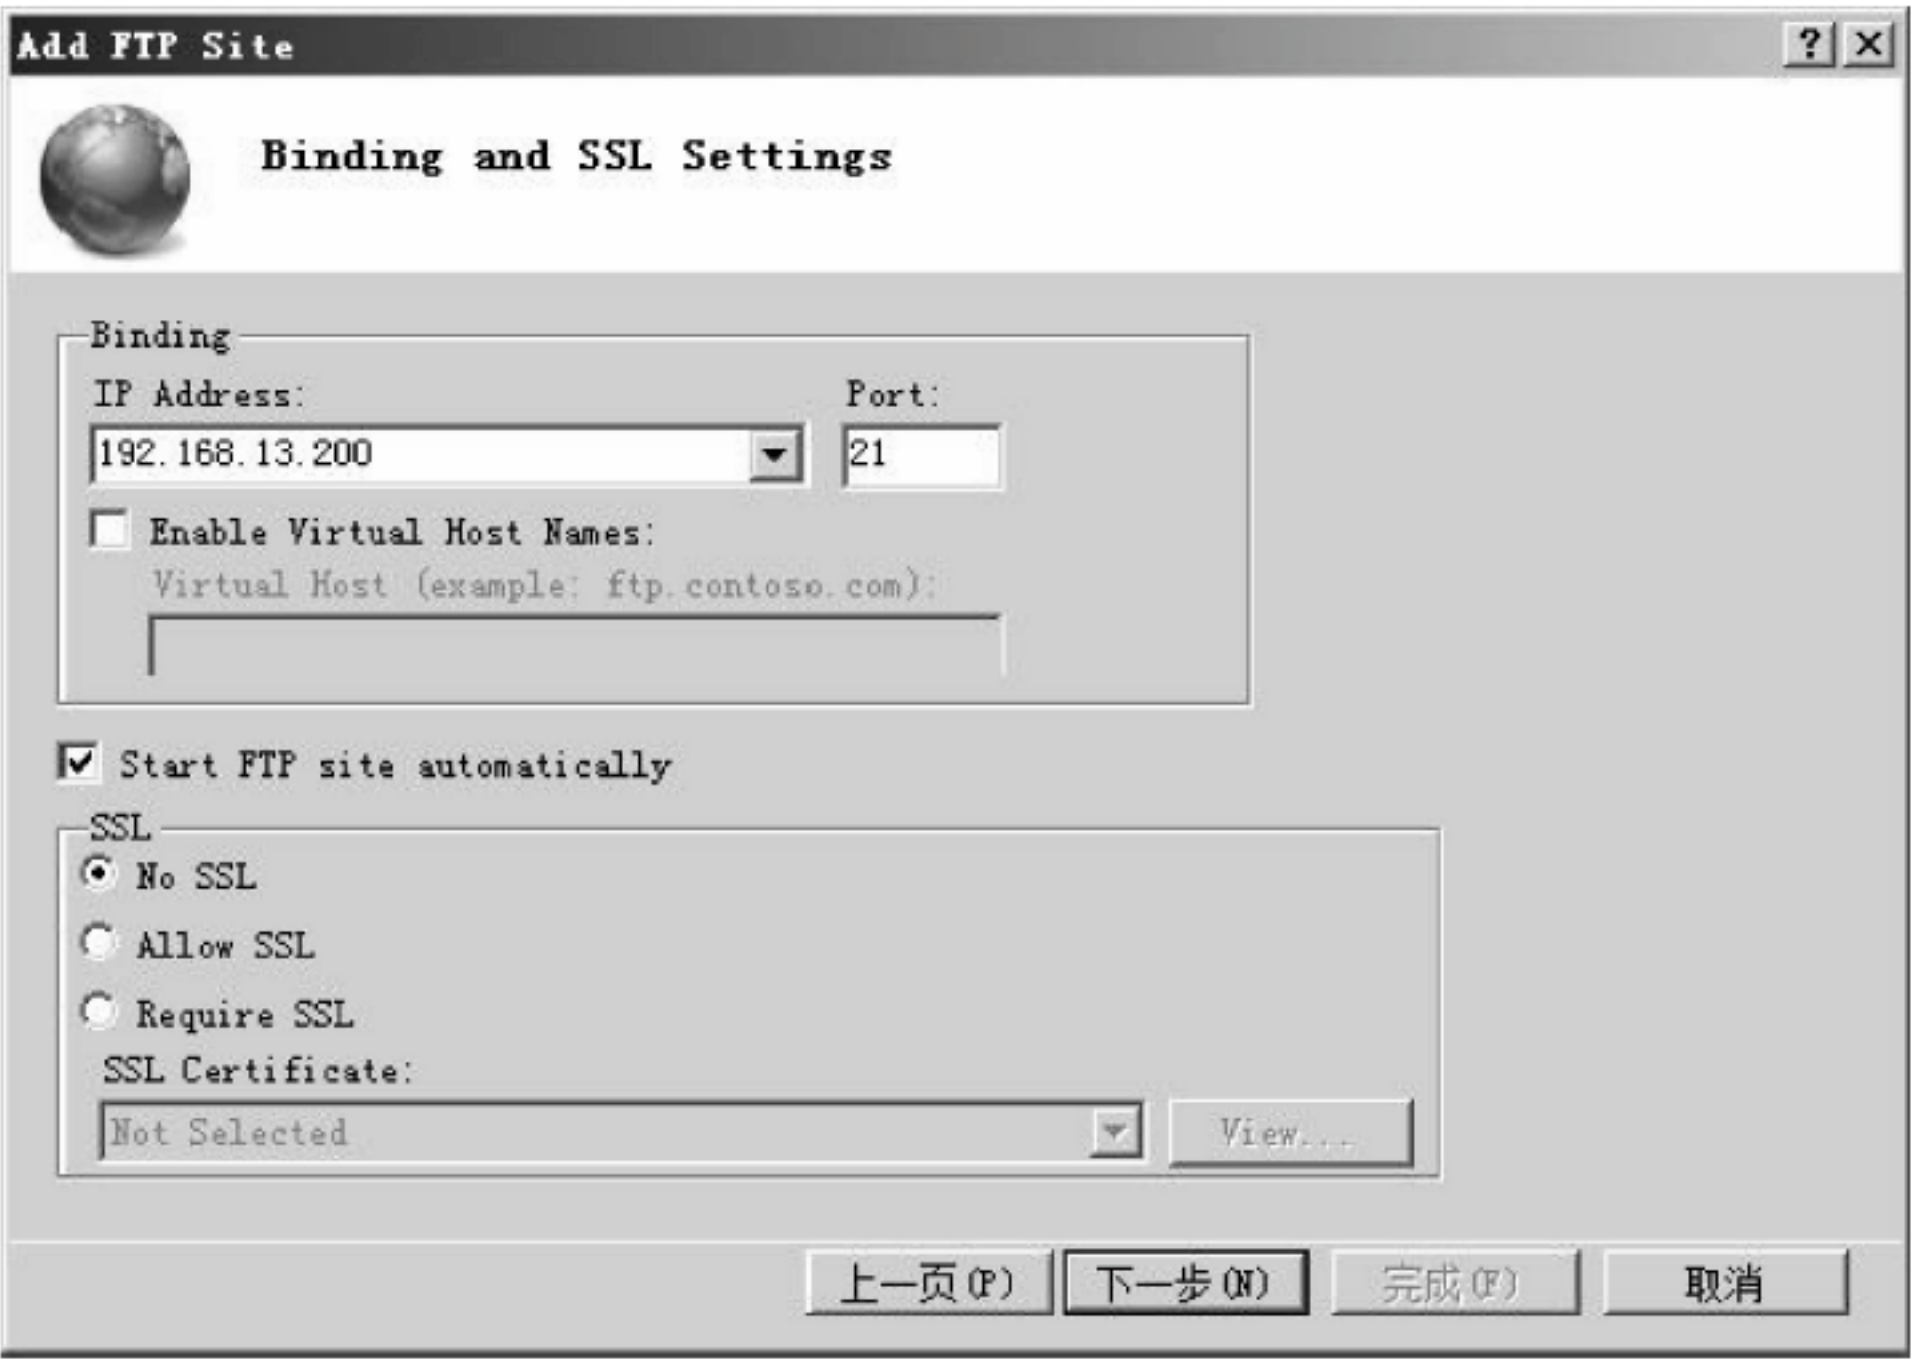 Add FTP Site
Binding and SSL Settings
Binding
IP Address: Port:
192.168.13.200 21
Enable Virtual Host Names:
Virtual Host (example: ftp.contoso.com):
Start FTP site automatically
SSL
No SSL
Allow SSL
Require SSL
SSL Certificate:
Not Selected View...
上一页(P) 下一步(N) 完成(F) 取消